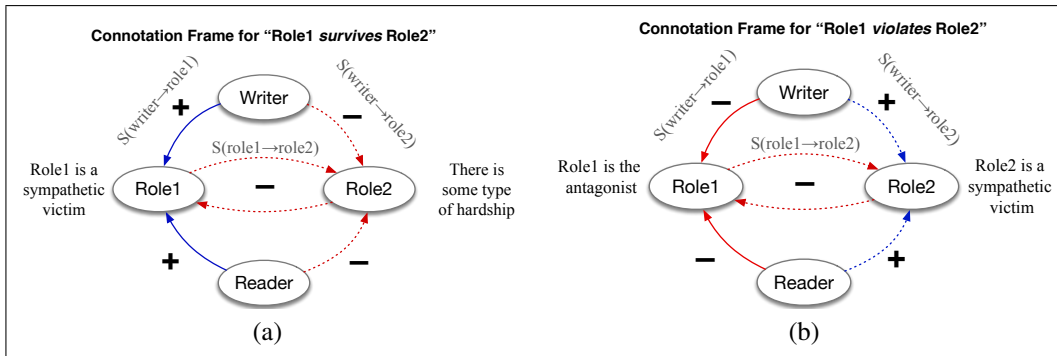 Connotation Frame for “Role1 survives Role2”
S(writer→role1)
+
Writer
–
S(writer→role2)
S(role1→role2)
Role1 is a
sympathetic
victim
Role1
–
Role2
There is
some type
of hardship
+
Reader
–
(a)
Connotation Frame for “Role1 violates Role2”
S(writer→role1)
–
Writer
+
S(writer→role2)
S(role1→role2)
Role1 is the
antagonist
Role1
–
Role2
Role2 is a
sympathetic
victim
–
Reader
+
(b)